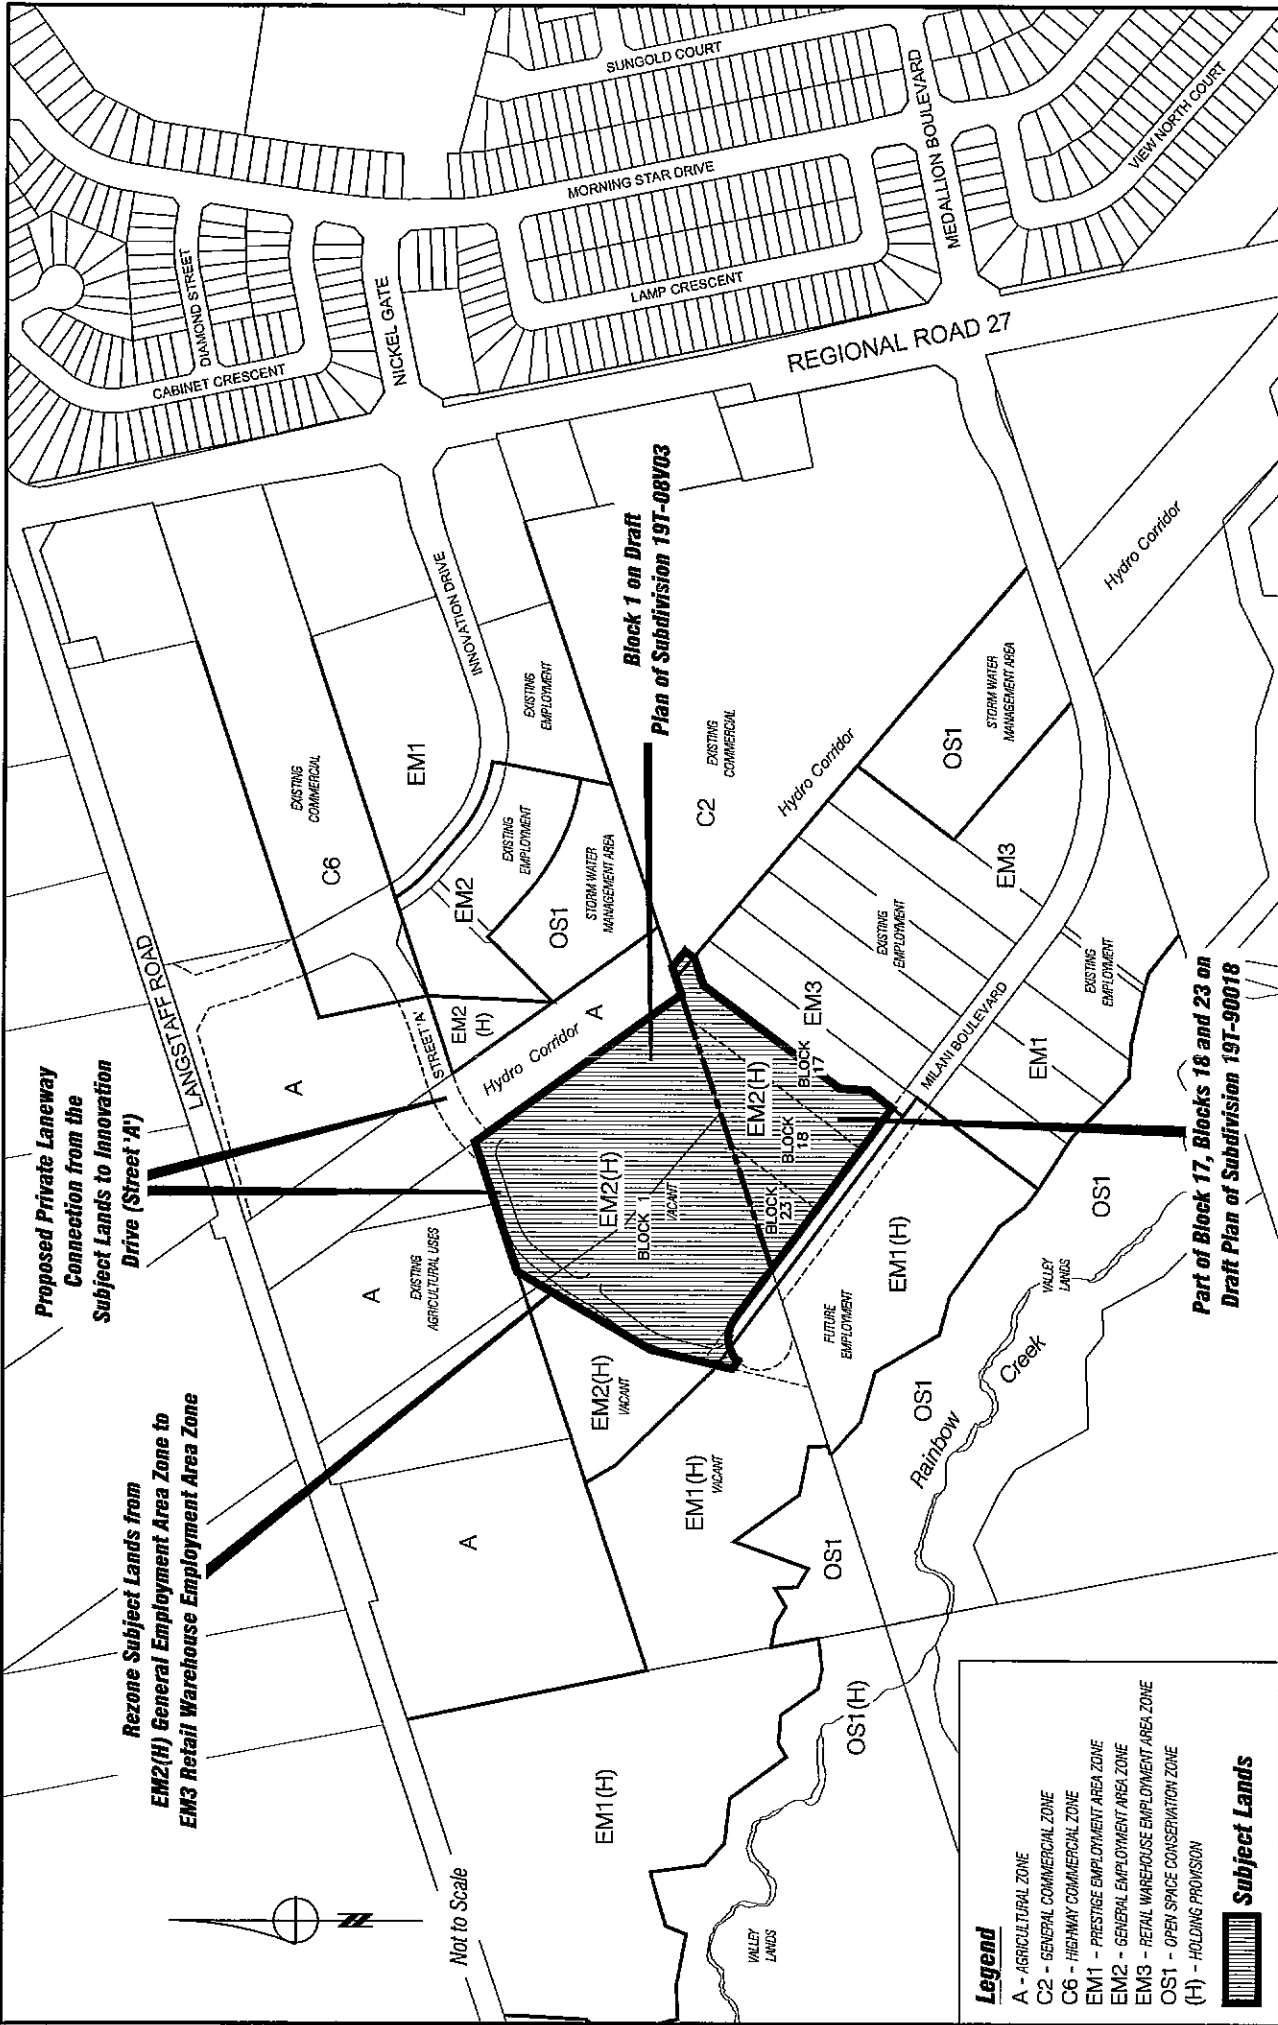 Rezone Subject Lands from
EM2(H) General Employment Area Zone to
EM3 Retail Warehouse Employment Area Zone
Proposed Private Laneway
Connection from the
Subject Lands to Innovation
Drive (Street 'A')
Block 1 on Draft
Plan of Subdivision 19T-08V03
Part of Block 17, Blocks 18 and 23 on
Draft Plan of Subdivision 19T-90018
Not to Scale
N
LANGSTAFF ROAD
REGIONAL ROAD 27
CABINET CRESCENT
DIAMOND STREET
NICKEL GATE
MORNING STAR DRIVE
SUNGOLD COURT
LAMP CRESCENT
MEDALLION BOULEVARD
VIEW NORTH COURT
INNOVATION DRIVE
STREET 'A'
MILANI BOULEVARD
Hydro Corridor
Hydro Corridor
Hydro Corridor
A
A
EXISTING
AGRICULTURAL USES
A
A
C6
EXISTING
COMMERCIAL
EM1
EXISTING
EMPLOYMENT
EM2
EXISTING
EMPLOYMENT
OS1
STORM WATER
MANAGEMENT AREA
EM2
(H)
C2
EXISTING
COMMERCIAL
OS1
STORM WATER
MANAGEMENT AREA
EM3
EM3
EXISTING
EMPLOYMENT
EM1
EXISTING
EMPLOYMENT
EM2(H)
BLOCK 1
VACANT
EM2(H)
BLOCK
17
BLOCK
18
BLOCK
23
EM2(H)
VACANT
EM1(H)
VACANT
EM1(H)
FUTURE
EMPLOYMENT
OS1
OS1
OS1
VALLEY
LANDS
Rainbow
Creek
EM1(H)
OS1(H)
VALLEY
LANDS
Legend
A - AGRICULTURAL ZONE
C2 - GENERAL COMMERCIAL ZONE
C6 - HIGHWAY COMMERCIAL ZONE
EM1 - PRESTIGE EMPLOYMENT AREA ZONE
EM2 - GENERAL EMPLOYMENT AREA ZONE
EM3 - RETAIL WAREHOUSE EMPLOYMENT AREA ZONE
OS1 - OPEN SPACE CONSERVATION ZONE
(H) - HOLDING PROVISION
Subject Lands